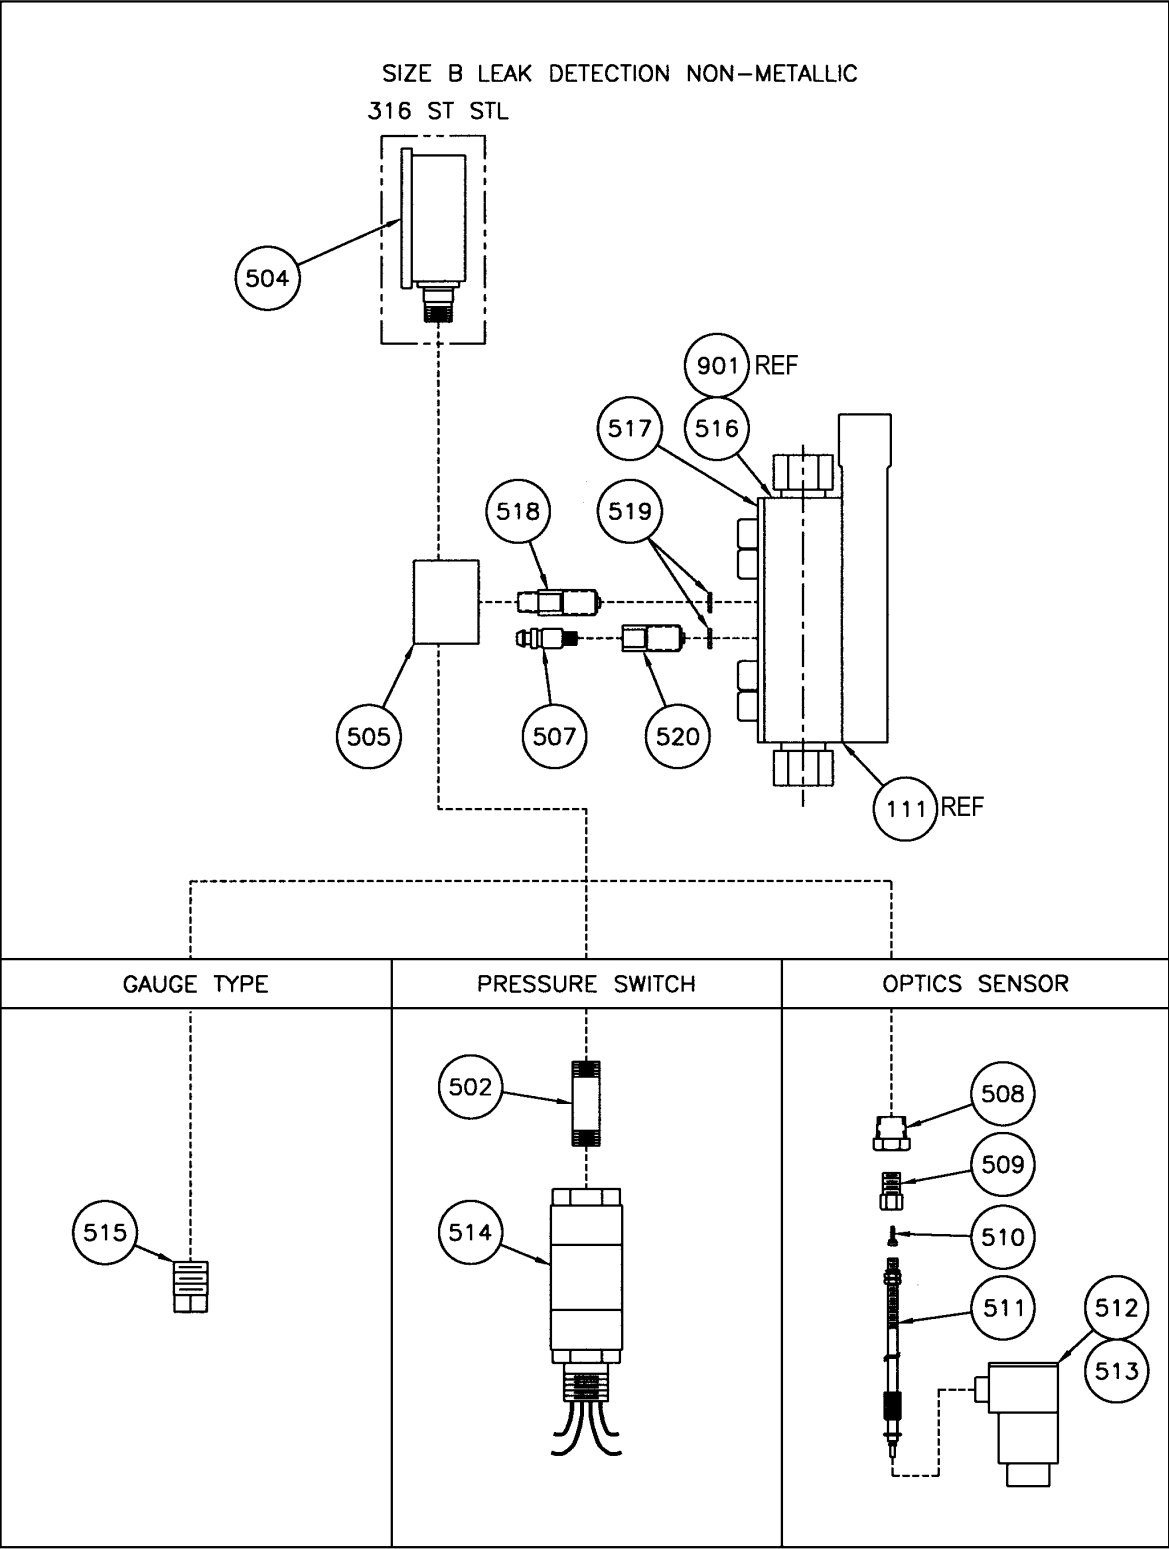 SIZE B LEAK DETECTION NON-METALLIC
316 ST STL
504
901 REF
517
516
518
519
505
507
520
111 REF
GAUGE TYPE
PRESSURE SWITCH
OPTICS SENSOR
502
508
509
515
514
510
511
512
513